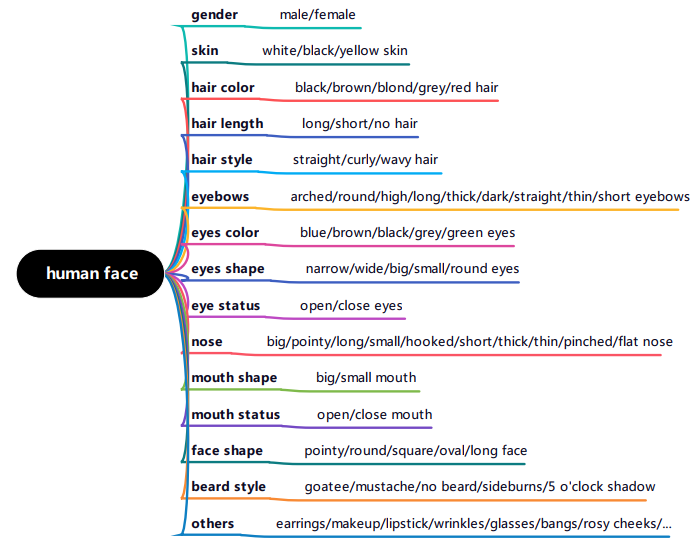 gender male/female
skin white/black/yellow skin
hair color black/brown/blond/grey/red hair
hair length long/short/no hair
hair style straight/curly/wavy hair
eyebows arched/round/high/long/thick/dark/straight/thin/short eyebows
eyes color blue/brown/black/grey/green eyes
human face
eyes shape narrow/wide/big/small/round eyes
eye status open/close eyes
nose big/pointy/long/small/hooked/short/thick/thin/pinched/flat nose
mouth shape big/small mouth
mouth status open/close mouth
face shape pointy/round/square/oval/long face
beard style goatee/mustache/no beard/sideburns/5 o'clock shadow
others earrings/makeup/lipstick/wrinkles/glasses/bangs/rosy cheeks/...